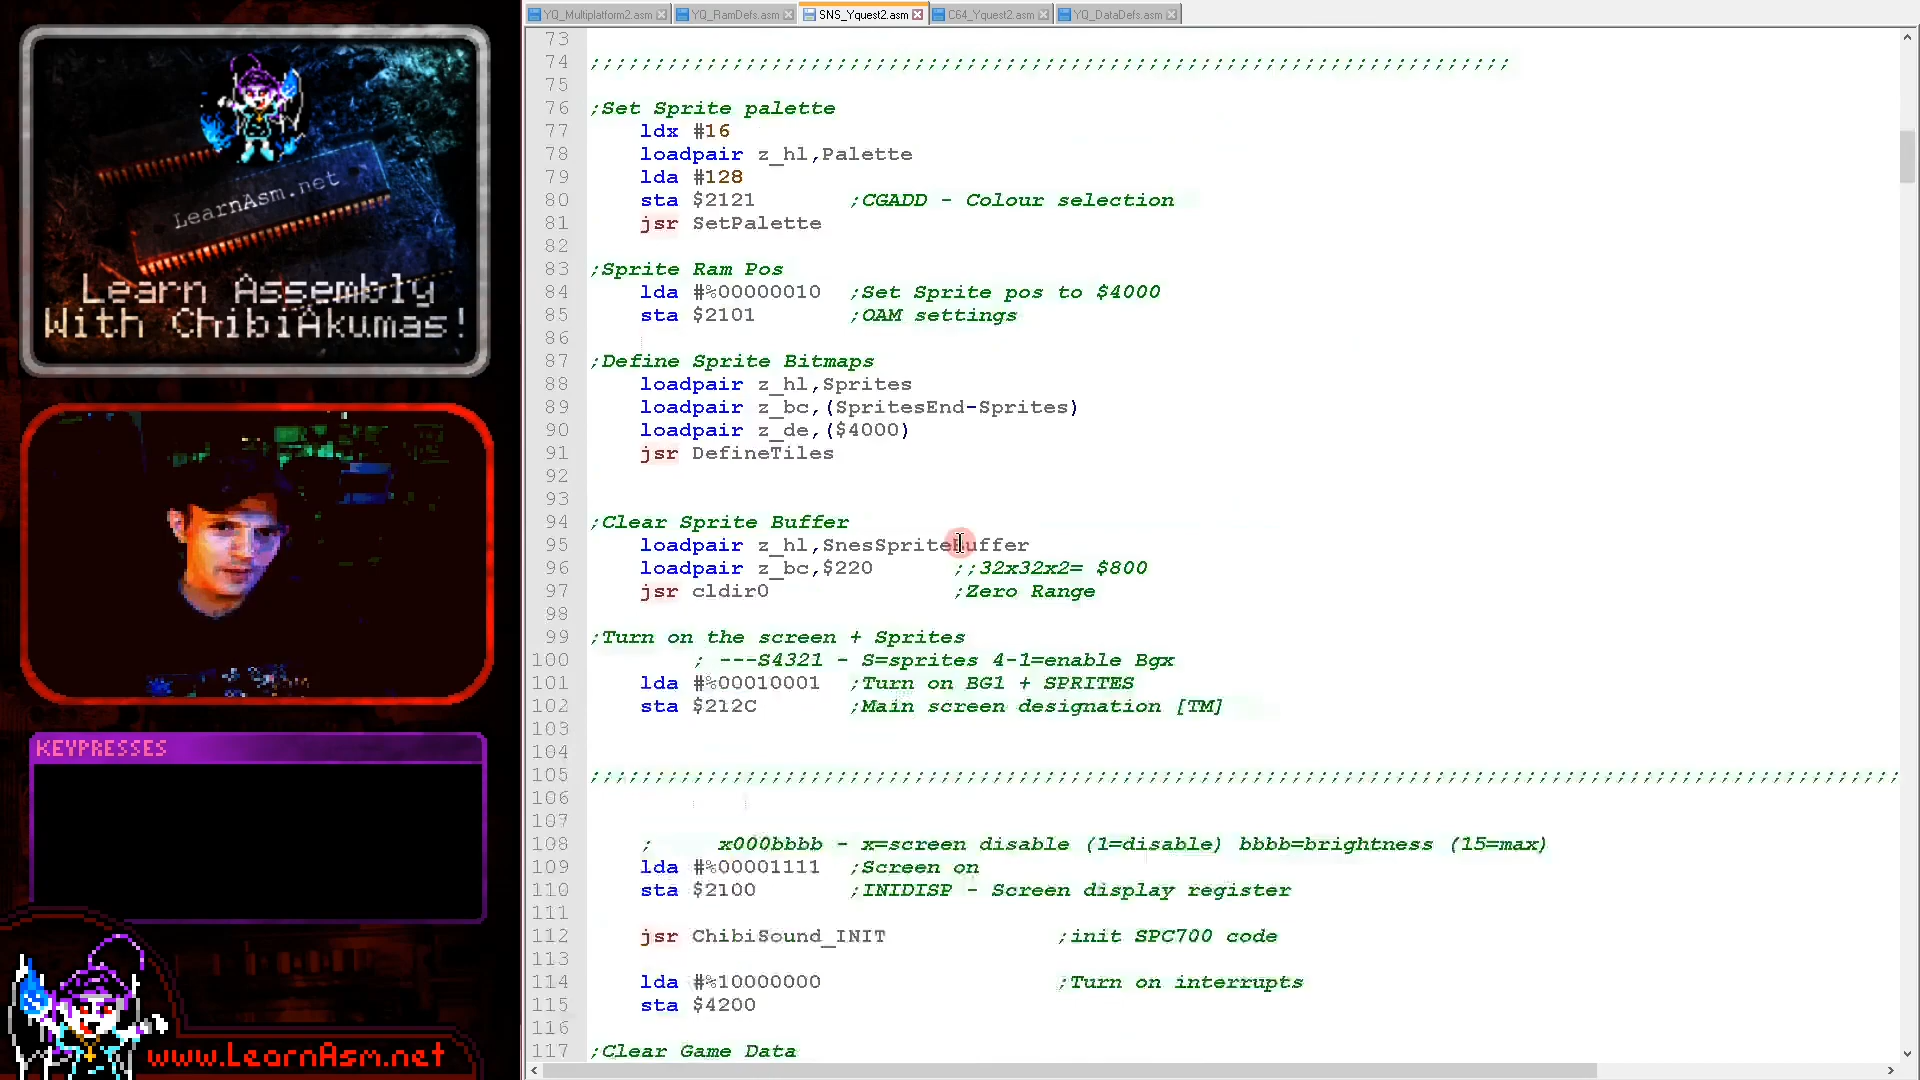 YQ_Multiplatform2.asm YQ_RamDefs.asm SNS_Yquest2.asm C64_Yquest2.asm YQ_DataDefs.asm
LearnAsm.net
Learn Assembly
With ChibiAkumas!
KEYPRESSES
www.LearnAsm.net
73
74 ;;;;;;;;;;;;;;;;;;;;;;;;;;;;;;;;;;;;;;;;;;;;;;;;;;;;;;;;;;;;;;;;;;;;;;;
75
76 ;Set Sprite palette
77 ldx #16
78 loadpair z_hl,Palette
79 lda #128
80 sta $2121 ;CGADD - Colour selection
81 jsr SetPalette
82
83 ;Sprite Ram Pos
84 lda #%00000010 ;Set Sprite pos to $4000
85 sta $2101 ;OAM settings
86
87 ;Define Sprite Bitmaps
88 loadpair z_hl,Sprites
89 loadpair z_bc,(SpritesEnd-Sprites)
90 loadpair z_de,($4000)
91 jsr DefineTiles
92
93
94 ;Clear Sprite Buffer
95 loadpair z_hl,SnesSpriteBuffer
96 loadpair z_bc,$220 ;;32x32x2= $800
97 jsr cldir0 ;Zero Range
98
99 ;Turn on the screen + Sprites
100 ; ---S4321 - S=sprites 4-1=enable Bgx
101 lda #%00010001 ;Turn on BG1 + SPRITES
102 sta $212C ;Main screen designation [TM]
103
104
105 ;;;;;;;;;;;;;;;;;;;;;;;;;;;;;;;;;;;;;;;;;;;;;;;;;;;;;;;;;;;;;;;;;;;;;;;;;;;;;;;;;;;;;;;;;;;;;;;;;;;;;
106
107
108 ; x000bbbb - x=screen disable (1=disable) bbbb=brightness (15=max)
109 lda #%00001111 ;Screen on
110 sta $2100 ;INIDISP - Screen display register
111
112 jsr ChibiSound_INIT ;init SPC700 code
113
114 lda #%10000000 ;Turn on interrupts
115 sta $4200
116
117 ;Clear Game Data